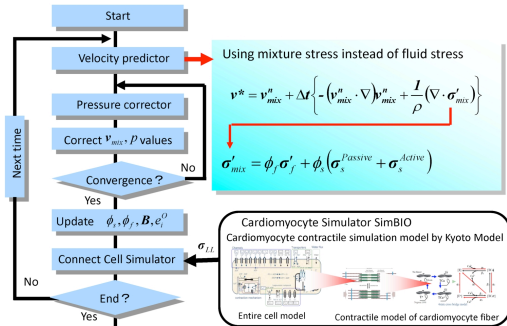 Start
Velocity predictor
Pressure corrector
Correct v_mix, p values
Convergence?
No
Yes
Update ϕ_s, ϕ_f, B, e_i^O
Connect Cell Simulator
End?
No
Yes
Next time
Using mixture stress instead of fluid stress
v* = v^n_mix + Δt{-(v^n_mix · ∇)v^n_mix + 1/ρ (∇ · σ'_mix)}
σ'_mix = ϕ_f σ'_f + ϕ_s(σ_s^Passive + σ_s^Active)
σ_LL
Cardiomyocyte Simulator SimBIO
Cardiomyocyte contractile simulation model by Kyoto Model
Entire cell model
Contractile model of cardiomyocyte fiber